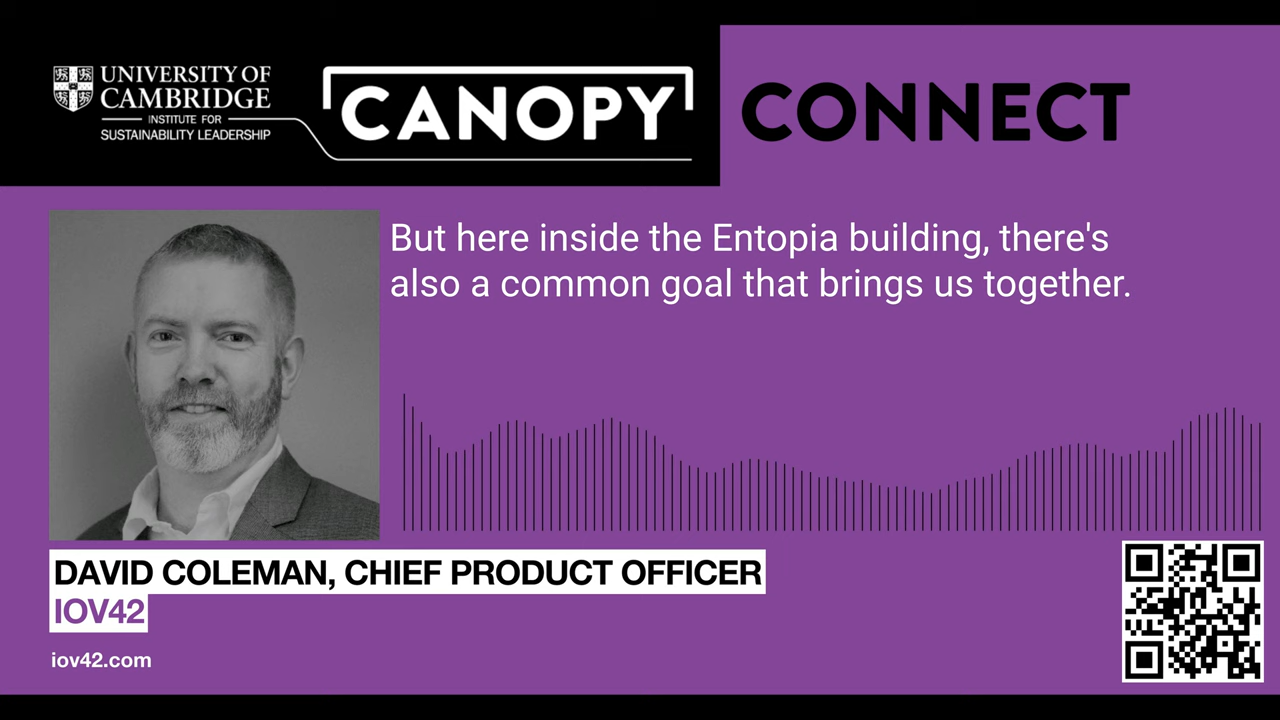 UNIVERSITY OF
CAMBRIDGE
INSTITUTE FOR
SUSTAINABILITY LEADERSHIP
CANOPY
CONNECT
But here inside the Entopia building, there's
also a common goal that brings us together.
DAVID COLEMAN, CHIEF PRODUCT OFFICER
IOV42
iov42.com